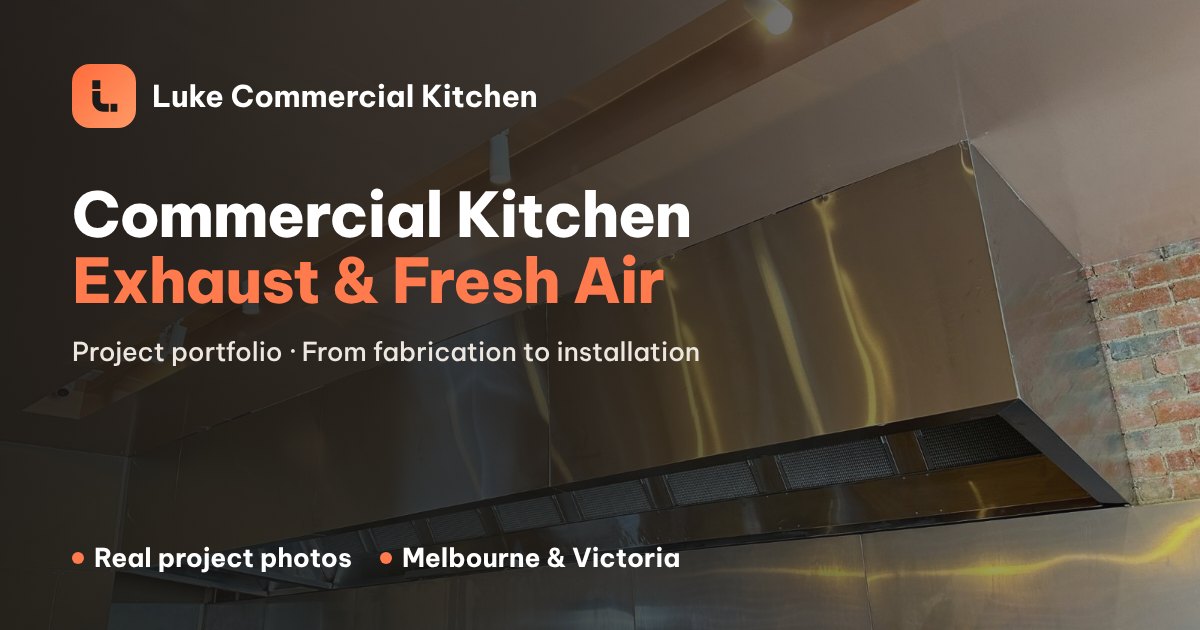 Luke Commercial Kitchen
Commercial Kitchen
Exhaust & Fresh Air
Project portfolio · From fabrication to installation
Real project photos
Melbourne & Victoria